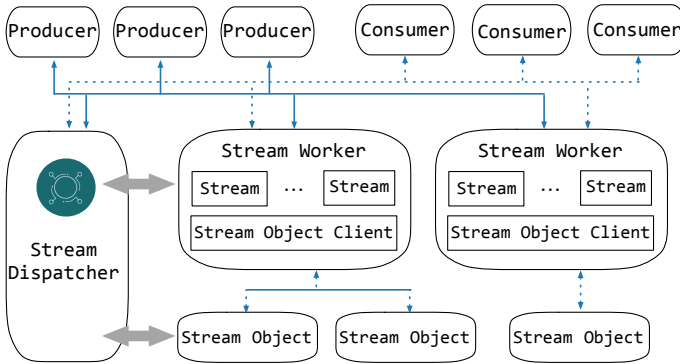 Producer
Producer
Producer
Consumer
Consumer
Consumer
Stream Worker
Stream
...
Stream
Stream Object Client
Stream Worker
Stream
...
Stream
Stream Object Client
Stream
Dispatcher
Stream Object
Stream Object
Stream Object